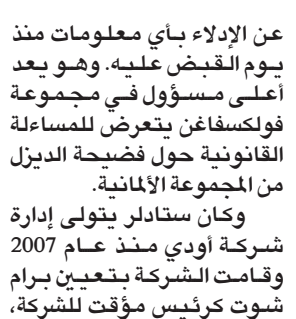 عن الإدلاء بأي معلومات منذ
يوم القبض عليه. وهو يعد
أعلى مسؤول في مجموعة
فولكسفاغن يتعرض للمساءلة
القانونية حول فضيحة الديزل
من المجموعة الألمانية.
وكان ستادلر يتولى إدارة
شركة أودي منذ عام 2007
وقامت الشركة بتعيين برام
شوت كرئيس مؤقت للشركة،